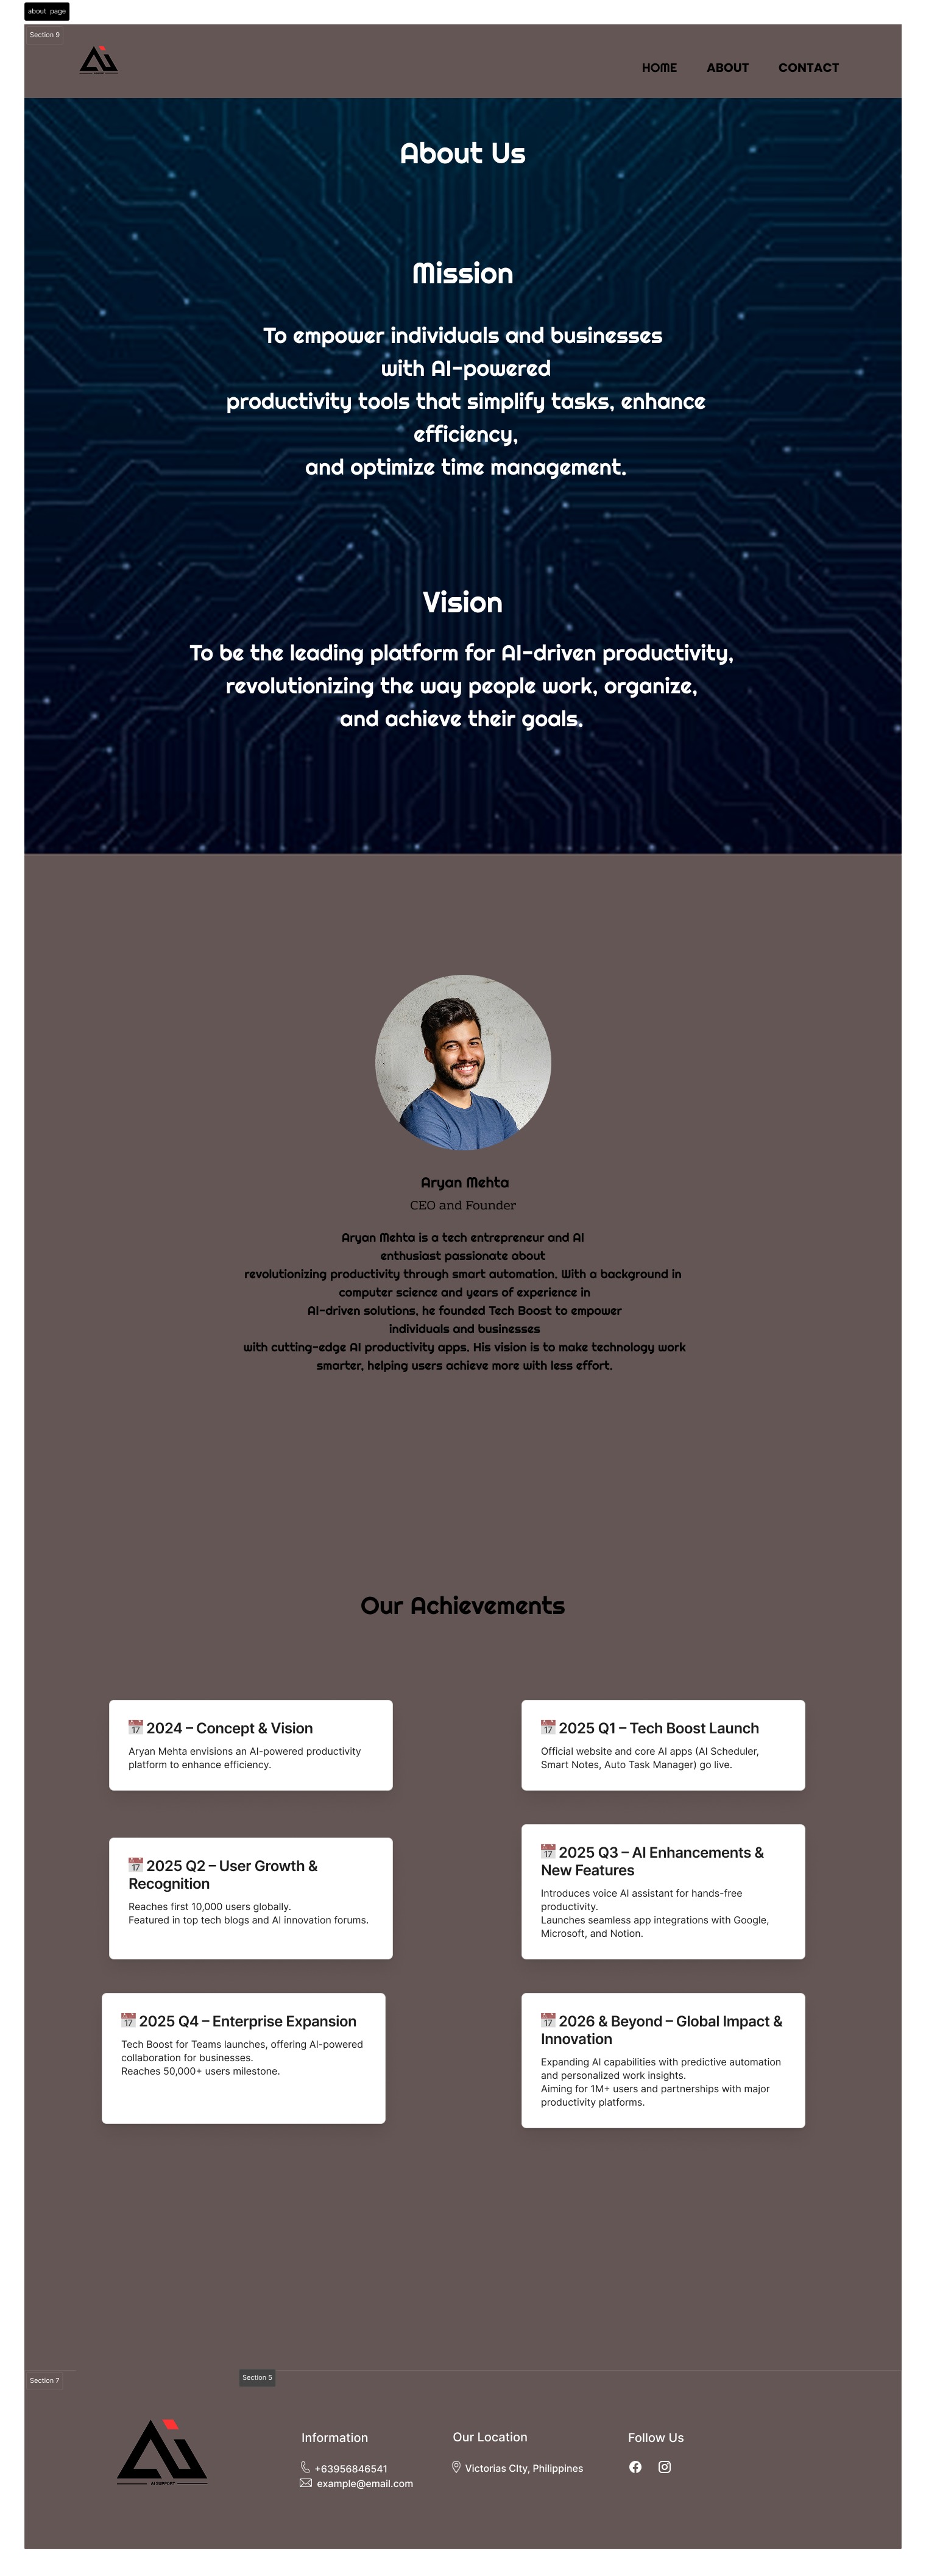 about page
Section 9
HOME ABOUT CONTACT
About Us
Mission
To empower individuals and businesses
with AI-powered
productivity tools that simplify tasks, enhance
efficiency,
and optimize time management.
Vision
To be the leading platform for AI-driven productivity,
revolutionizing the way people work, organize,
and achieve their goals.
Aryan Mehta
CEO and Founder
Aryan Mehta is a tech entrepreneur and AI
enthusiast passionate about
revolutionizing productivity through smart automation. With a background in
computer science and years of experience in
AI-driven solutions, he founded Tech Boost to empower
individuals and businesses
with cutting-edge AI productivity apps. His vision is to make technology work
smarter, helping users achieve more with less effort.
Our Achievements
📅 2024 – Concept & Vision
Aryan Mehta envisions an AI-powered productivity
platform to enhance efficiency.
📅 2025 Q1 – Tech Boost Launch
Official website and core AI apps (AI Scheduler,
Smart Notes, Auto Task Manager) go live.
📅 2025 Q2 – User Growth &
Recognition
Reaches first 10,000 users globally.
Featured in top tech blogs and AI innovation forums.
📅 2025 Q3 – AI Enhancements &
New Features
Introduces voice AI assistant for hands-free
productivity.
Launches seamless app integrations with Google,
Microsoft, and Notion.
📅 2025 Q4 – Enterprise Expansion
Tech Boost for Teams launches, offering AI-powered
collaboration for businesses.
Reaches 50,000+ users milestone.
📅 2026 & Beyond – Global Impact &
Innovation
Expanding AI capabilities with predictive automation
and personalized work insights.
Aiming for 1M+ users and partnerships with major
productivity platforms.
Section 7
Section 5
AI SUPPORT
Information
+63956846541
example@email.com
Our Location
Victorias CIty, Philippines
Follow Us